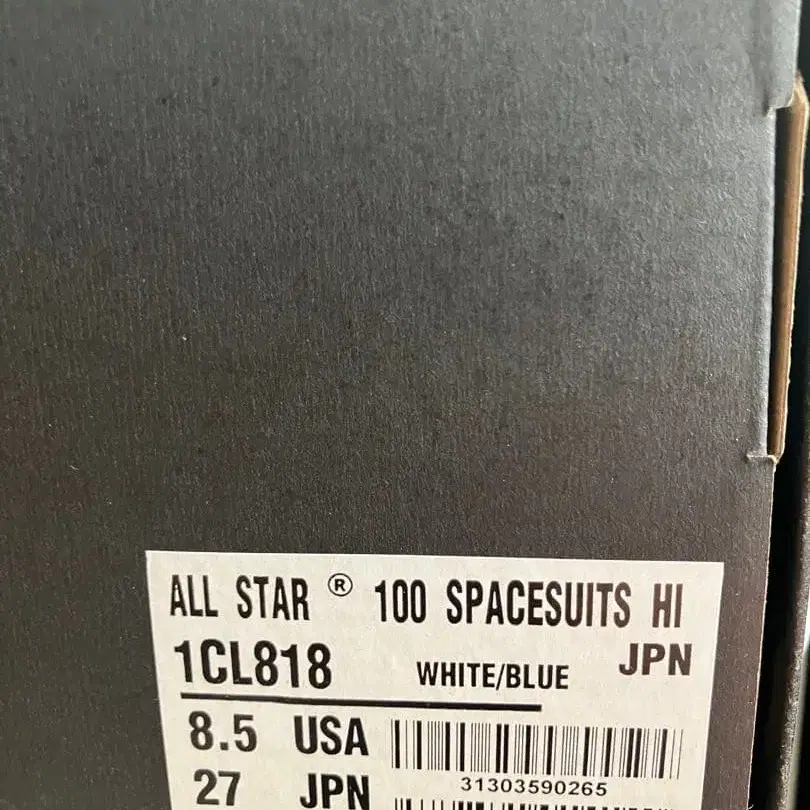 ALL STAR ® 100 SPACESUITS HI
1CL818 WHITE/BLUE JPN
8.5 USA
31303590265
27 JPN